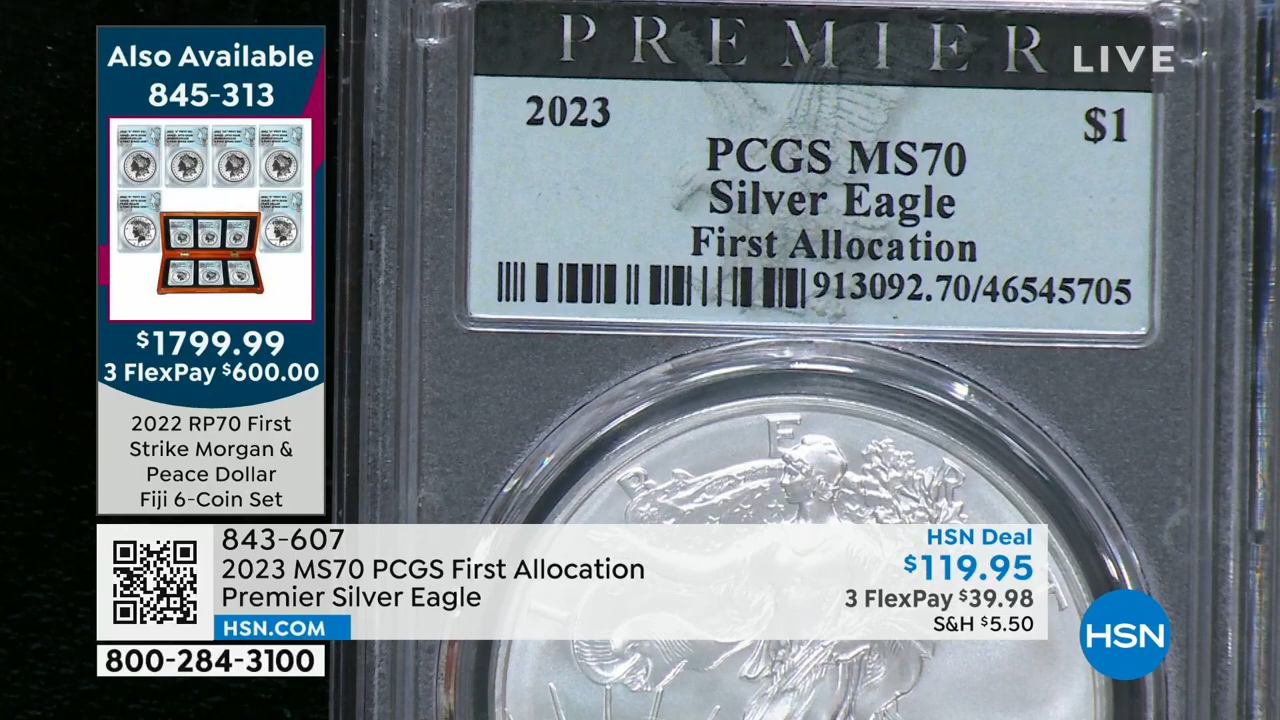 Also Available
845-313
$1799.99
3 FlexPay $600.00
2022 RP70 First
Strike Morgan &
Peace Dollar
Fiji 6-Coin Set
PREMIER
LIVE
2023
$1
PCGS MS70
Silver Eagle
First Allocation
913092.70/46545705
843-607
2023 MS70 PCGS First Allocation
Premier Silver Eagle
HSN.COM
800-284-3100
HSN Deal
$119.95
3 FlexPay $39.98
S&H $5.50
HSN